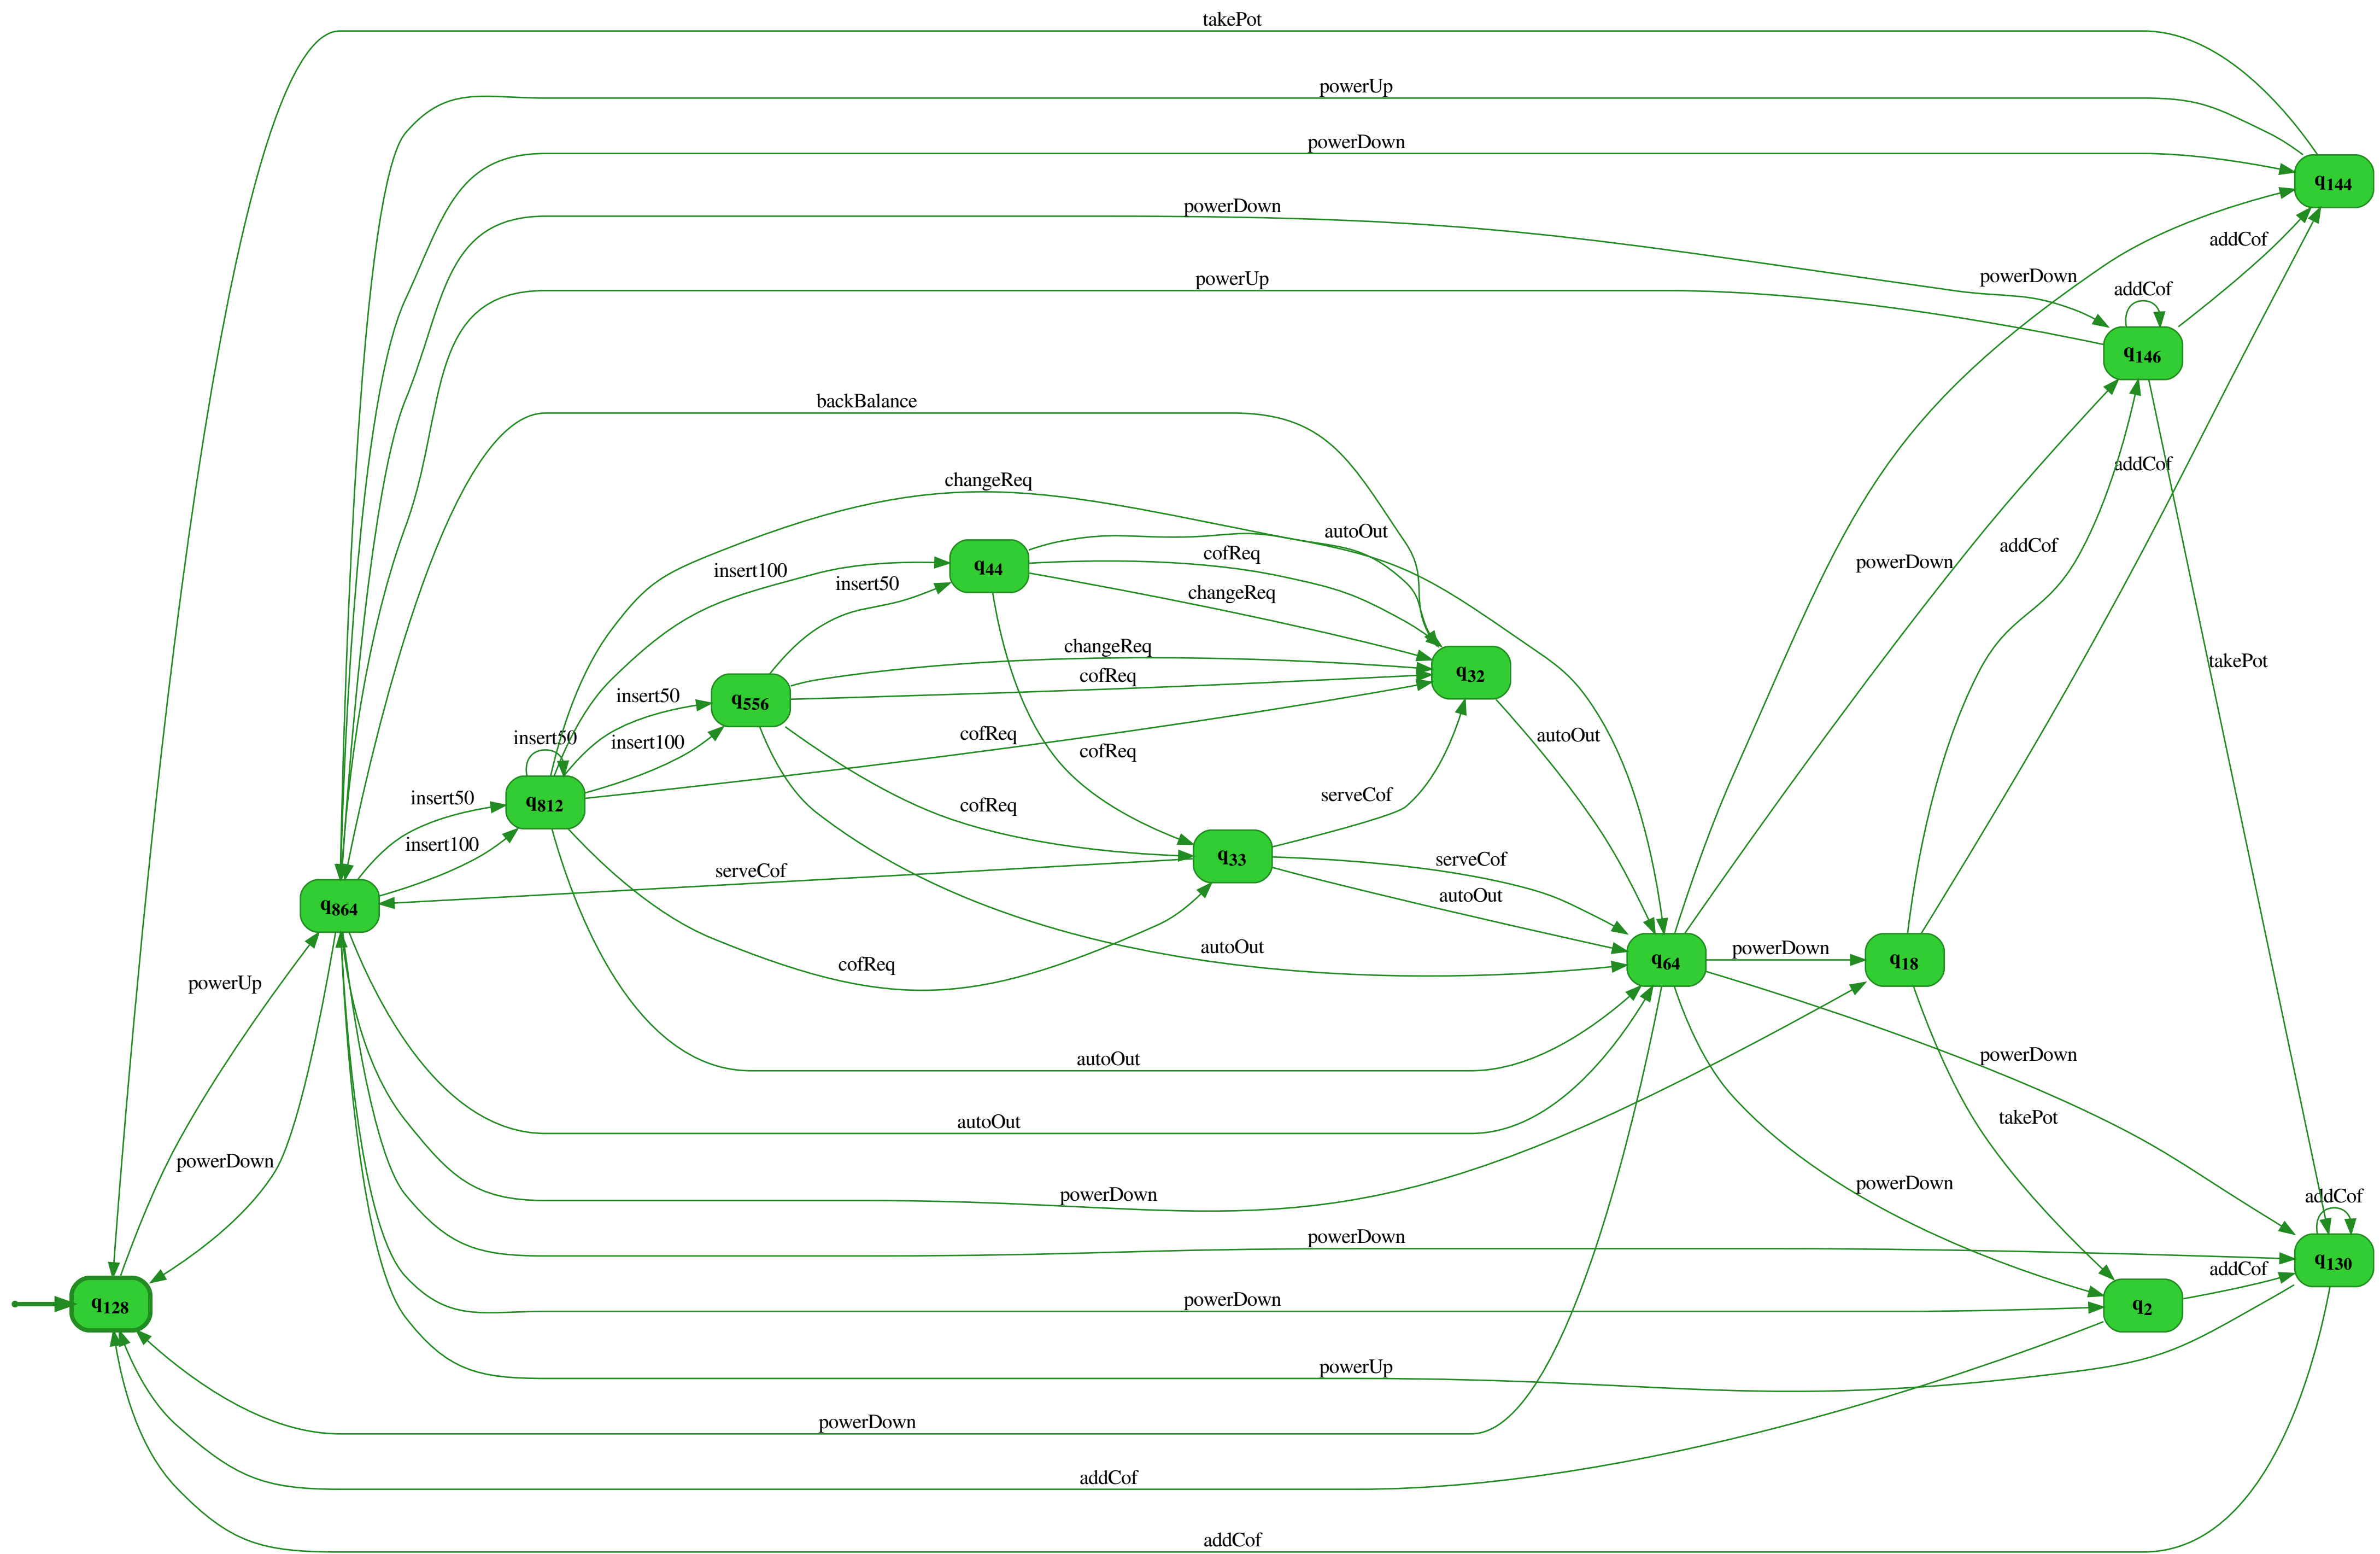 takePot
powerUp
powerDown
q144
powerDown
addCof
powerDown
powerUp
addCof
q146
backBalance
addCof
changeReq
autoOut
cofReq
addCof
powerDown
insert100
q44
insert50
changeReq
changeReq
takePot
cofReq
q32
insert50
q556
insert50
insert100
cofReq
autoOut
cofReq
insert50
q812
serveCof
insert100
cofReq
q33
serveCof
serveCof
autoOut
q864
autoOut
powerDown
q64
q18
cofReq
powerUp
autoOut
powerDown
autoOut
takePot
powerDown
powerDown
powerDown
addCof
powerDown
q130
addCof
powerDown
q128
q2
powerUp
powerDown
addCof
addCof